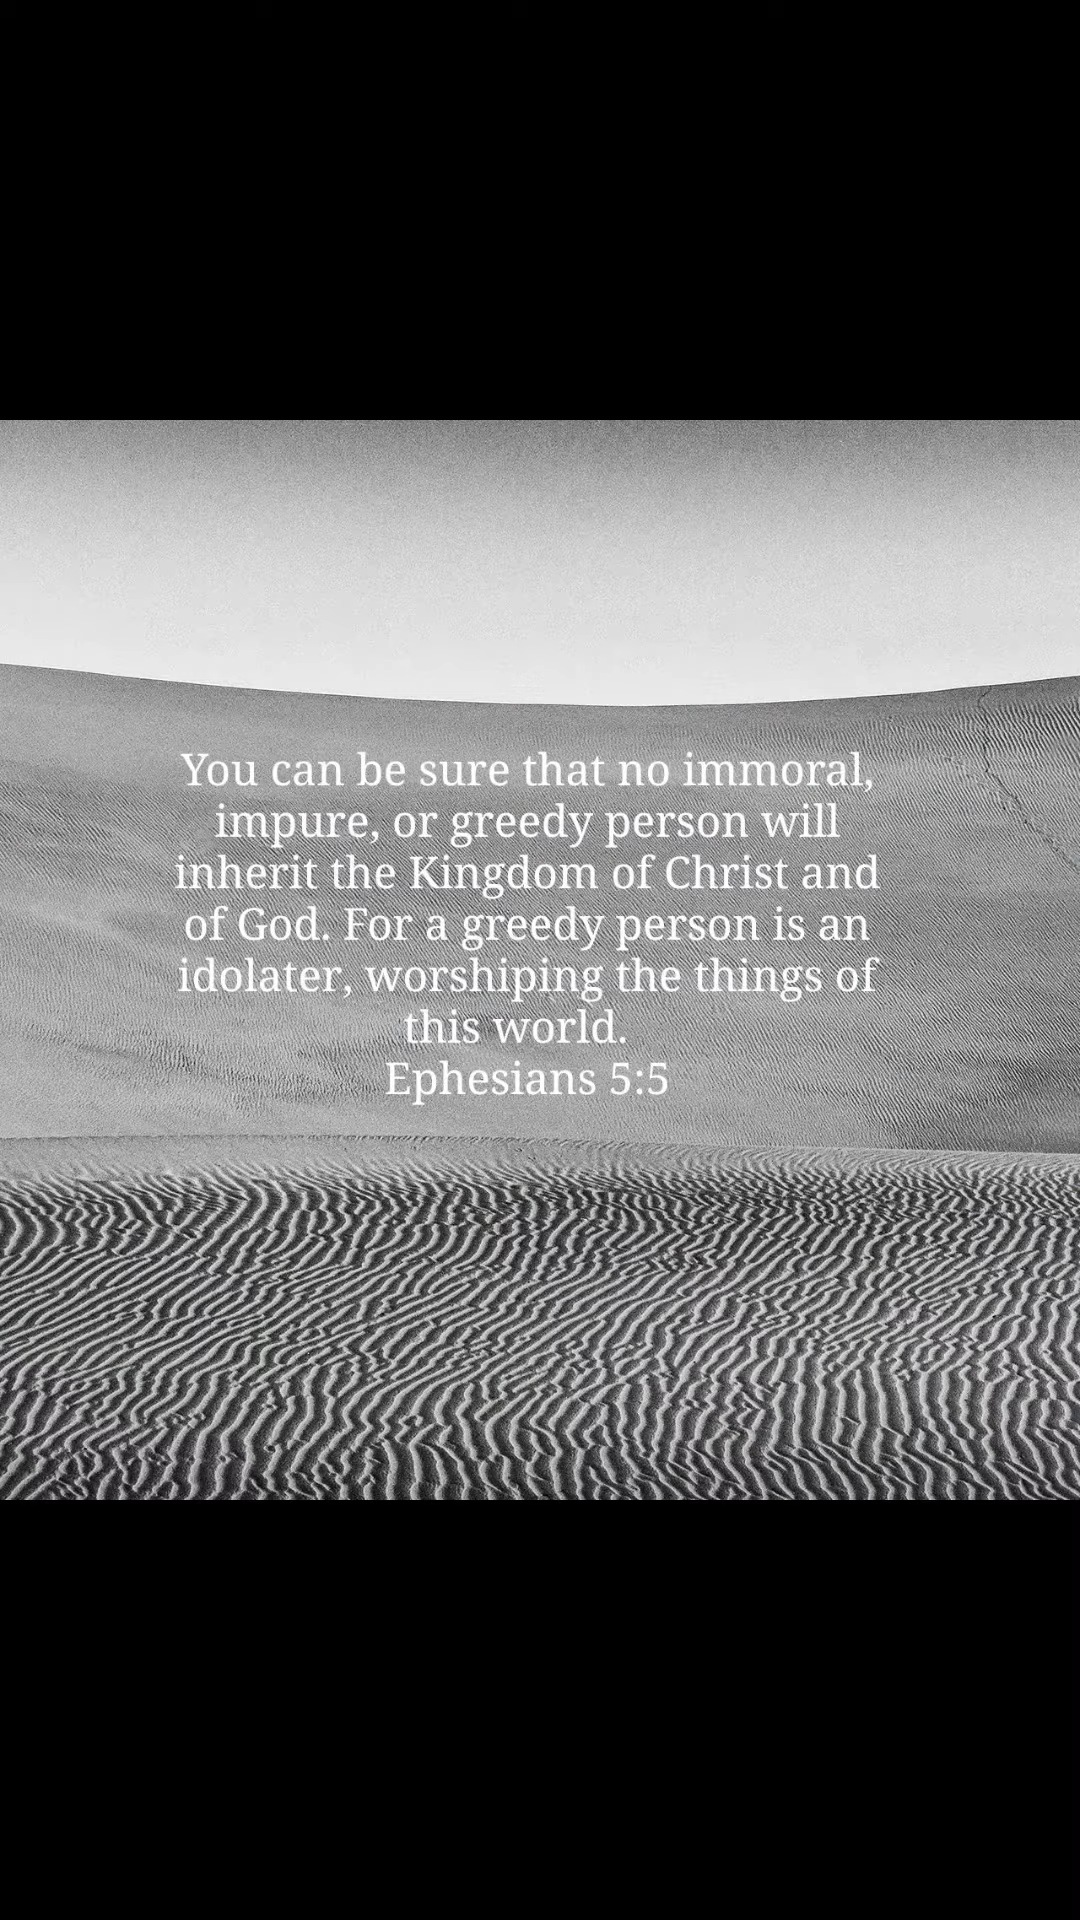 You can be sure that no immoral,
impure, or greedy person will
inherit the Kingdom of Christ and
of God. For a greedy person is an
idolater, worshiping the things of
this world.
Ephesians 5:5